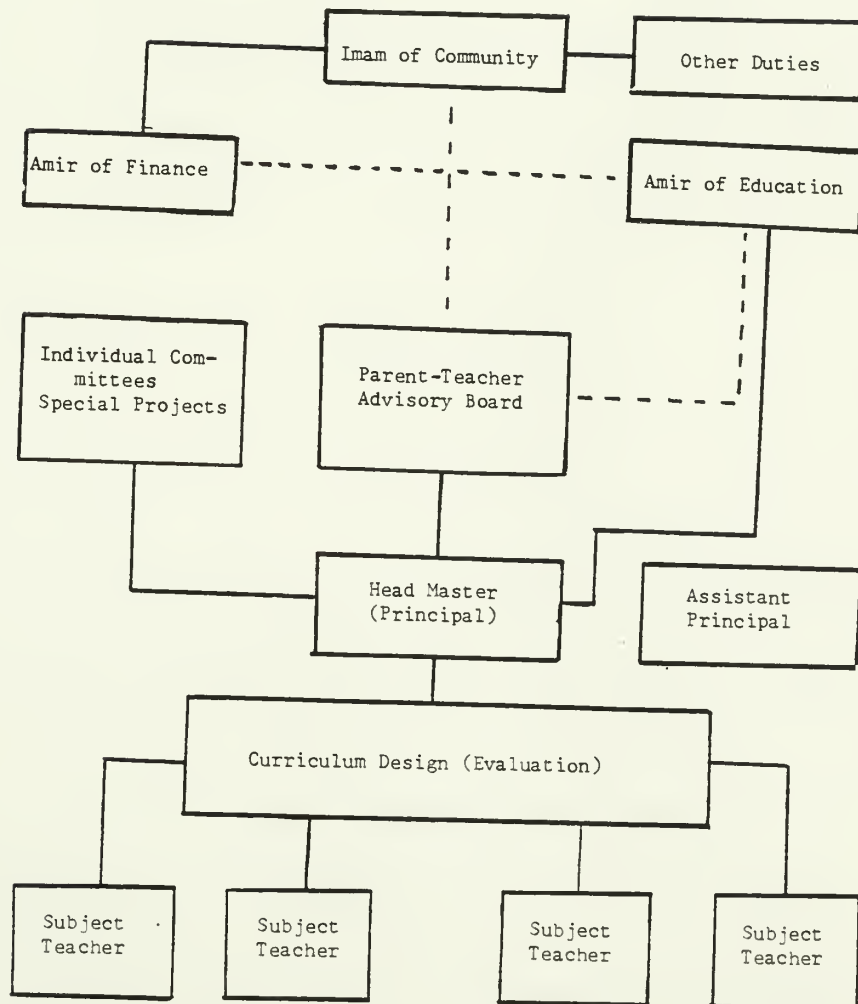 Imam of Community
Other Duties
Amir of Finance
Amir of Education
Individual Com-
mittees
Special Projects
Parent-Teacher
Advisory Board
Head Master
(Principal)
Assistant
Principal
Curriculum Design (Evaluation)
Subject
Teacher
Subject
Teacher
Subject
Teacher
Subject
Teacher